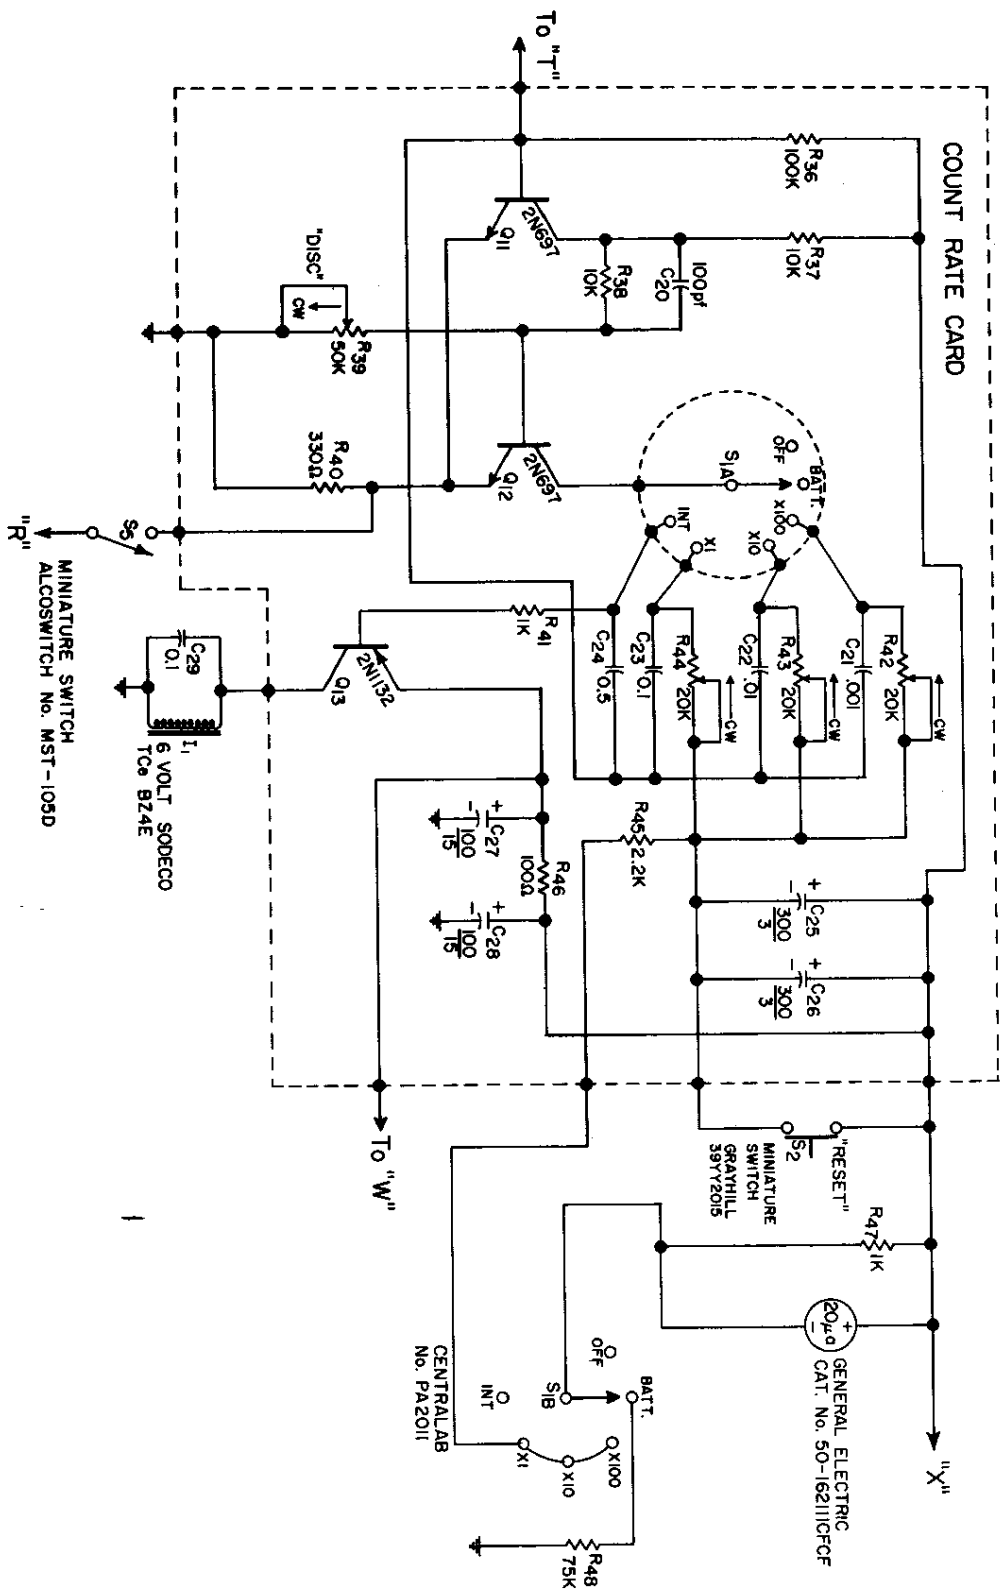 COUNT RATE CARD
To "T"
R36
100K
R37
10K
2N697
Q11
R38
10K
100pf
C20
"DISC"
CW
R39
50K
R40
330Ω
2N697
Q12
S1A
OFF
BATT.
X100
X10
X1
INT
R42
20K
CW
C21
.001
R43
20K
CW
C22
.01
R44
20K
CW
C23
0.1
C24
0.5
R41
1K
2N1132
Q13
S5
"R"
MINIATURE SWITCH
ALCOSWITCH No. MST-105D
C29
0.1
I1
6 VOLT SODECO
TCe BZ4E
R45
2.2K
+
-
C27
100
15
R46
100Ω
+
-
C28
100
15
+
-
C25
300
3
+
-
C26
300
3
To "W"
"RESET"
S2
MINIATURE
SWITCH
GRAYHILL
39YY2015
R47
1K
+
20μa
-
GENERAL ELECTRIC
CAT. No. 50-162111CFCF
"X"
OFF
BATT.
S1B
INT
X1
X10
X100
CENTRALAB
No. PA2011
R48
75K